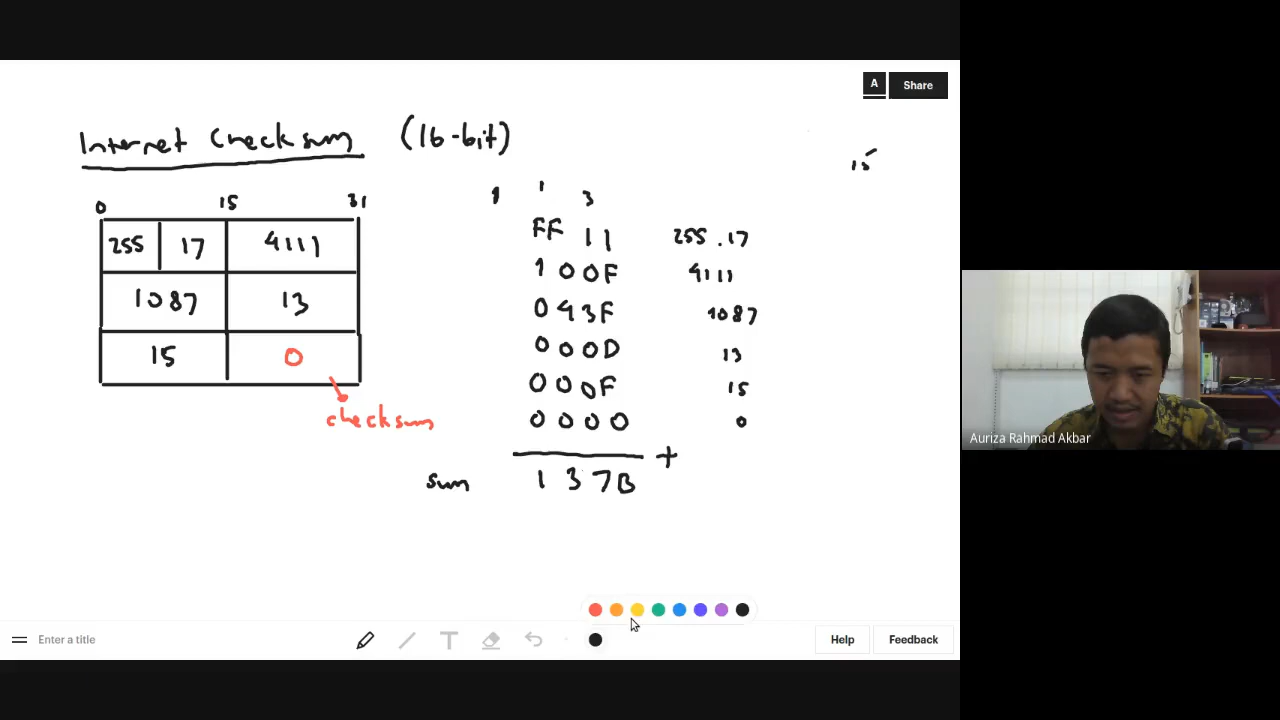 A Share
Internet Checksum (16-bit)
15
0 15 31
1 1 3
255 17 4111
FF 11 255.17
100F 4111
1087 13
043F 1087
000D 13
15 0
000F 15
checksum
0000 0
+
sum 137B
Auriza Rahmad Akbar
Enter a title
T
Help
Feedback